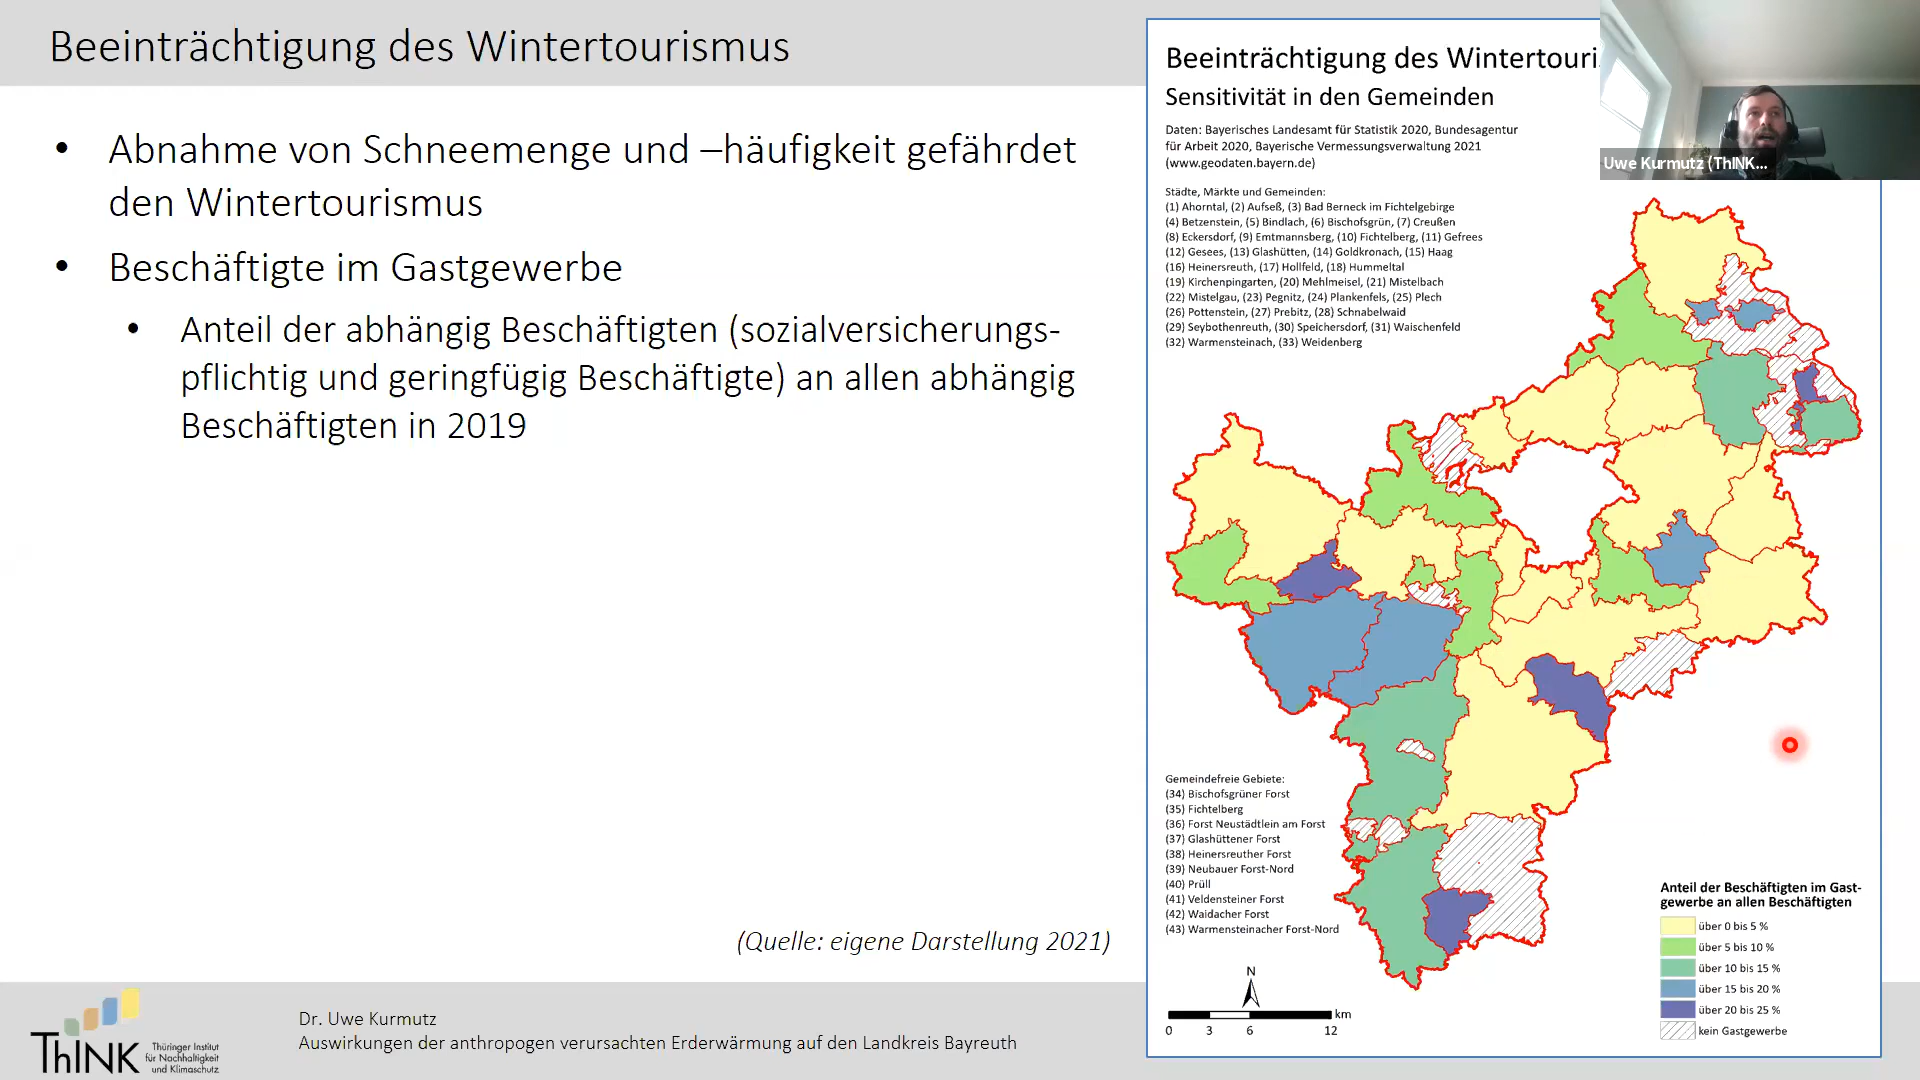 Beeinträchtigung des Wintertourismus
• Abnahme von Schneemenge und –häufigkeit gefährdet
den Wintertourismus
• Beschäftigte im Gastgewerbe
• Anteil der abhängig Beschäftigten (sozialversicherungs-
pflichtig und geringfügig Beschäftigte) an allen abhängig
Beschäftigten in 2019
(Quelle: eigene Darstellung 2021)
Beeinträchtigung des Wintertouri
Sensitivität in den Gemeinden
Daten: Bayerisches Landesamt für Statistik 2020, Bundesagentur
für Arbeit 2020, Bayerische Vermessungsverwaltung 2021
(www.geodaten.bayern.de)
Städte, Märkte und Gemeinden:
(1) Ahorntal, (2) Aufseß, (3) Bad Berneck im Fichtelgebirge
(4) Betzenstein, (5) Bindlach, (6) Bischofsgrün, (7) Creußen
(8) Eckersdorf, (9) Emtmannsberg, (10) Fichtelberg, (11) Gefrees
(12) Gesees, (13) Glashütten, (14) Goldkronach, (15) Haag
(16) Heinersreuth, (17) Hollfeld, (18) Hummeltal
(19) Kirchenpingarten, (20) Mehlmeisel, (21) Mistelbach
(22) Mistelgau, (23) Pegnitz, (24) Plankenfels, (25) Plech
(26) Pottenstein, (27) Prebitz, (28) Schnabelwaid
(29) Seybothenreuth, (30) Speichersdorf, (31) Waischenfeld
(32) Warmensteinach, (33) Weidenberg
Uwe Kurmutz (ThINK...
Gemeindefreie Gebiete:
(34) Bischofsgrüner Forst
(35) Fichtelberg
(36) Forst Neustädtlein am Forst
(37) Glashüttener Forst
(38) Heinersreuther Forst
(39) Neubauer Forst-Nord
(40) Prüll
(41) Veldensteiner Forst
(42) Waidacher Forst
(43) Warmensteinacher Forst-Nord
N
km
0 3 6 12
Anteil der Beschäftigten im Gast-
gewerbe an allen Beschäftigten
über 0 bis 5 %
über 5 bis 10 %
über 10 bis 15 %
über 15 bis 20 %
über 20 bis 25 %
kein Gastgewerbe
ThINK
Thüringer Institut
für Nachhaltigkeit
und Klimaschutz
Dr. Uwe Kurmutz
Auswirkungen der anthropogen verursachten Erderwärmung auf den Landkreis Bayreuth